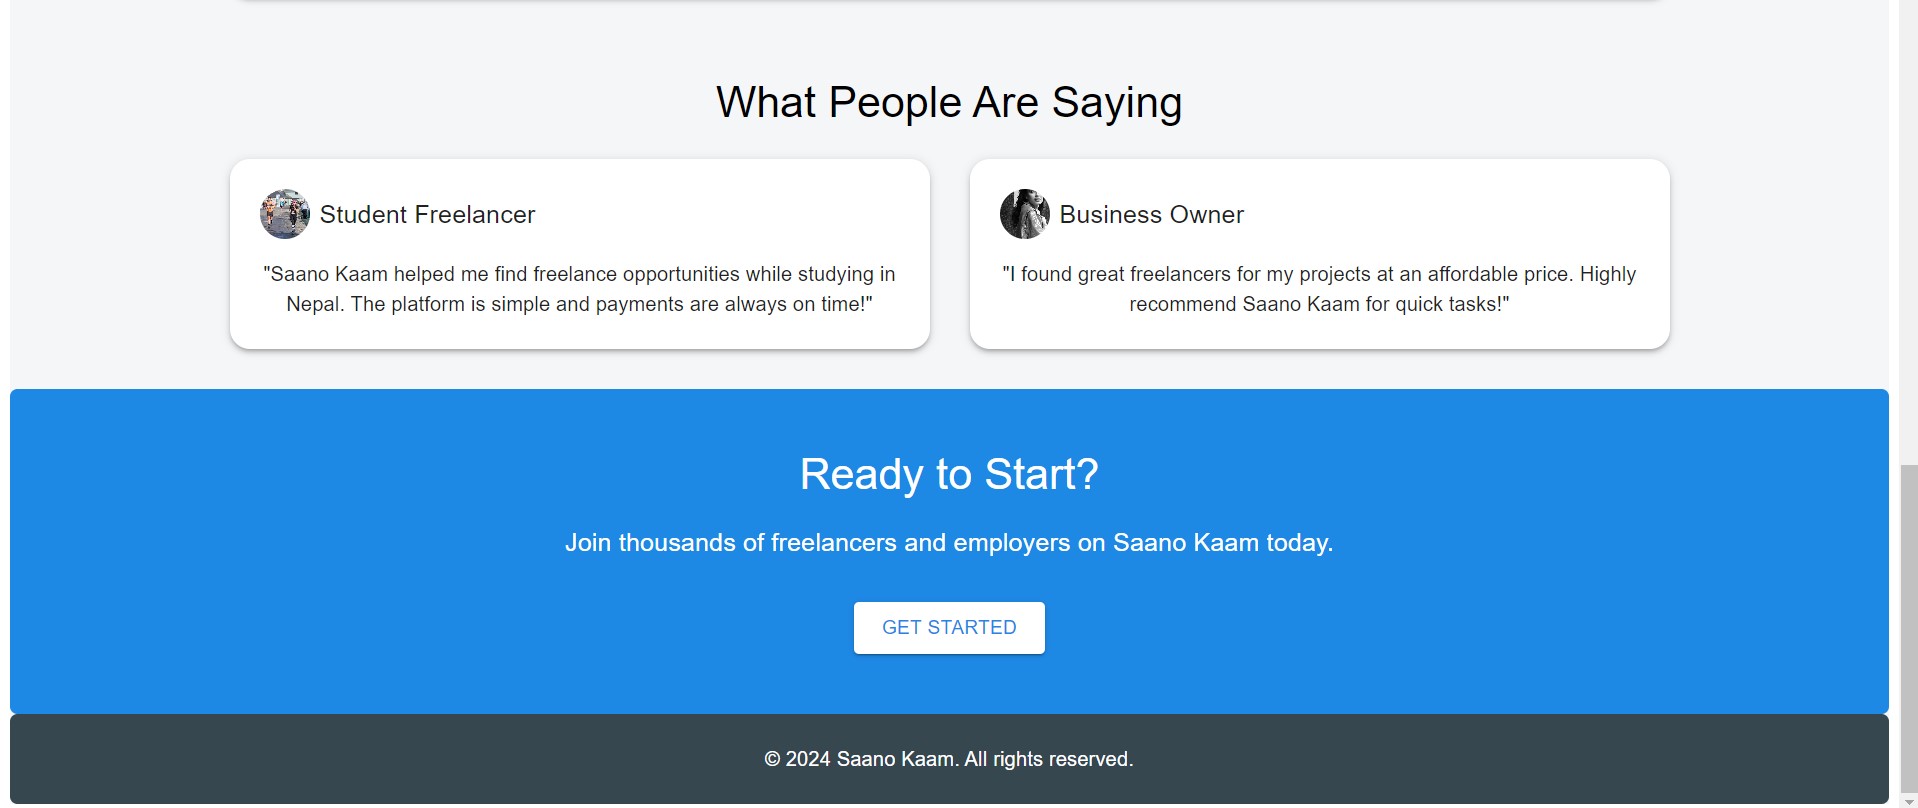 What People Are Saying
Student Freelancer
"Saano Kaam helped me find freelance opportunities while studying in
Nepal. The platform is simple and payments are always on time!"
Business Owner
"I found great freelancers for my projects at an affordable price. Highly
recommend Saano Kaam for quick tasks!"
Ready to Start?
Join thousands of freelancers and employers on Saano Kaam today.
GET STARTED
© 2024 Saano Kaam. All rights reserved.